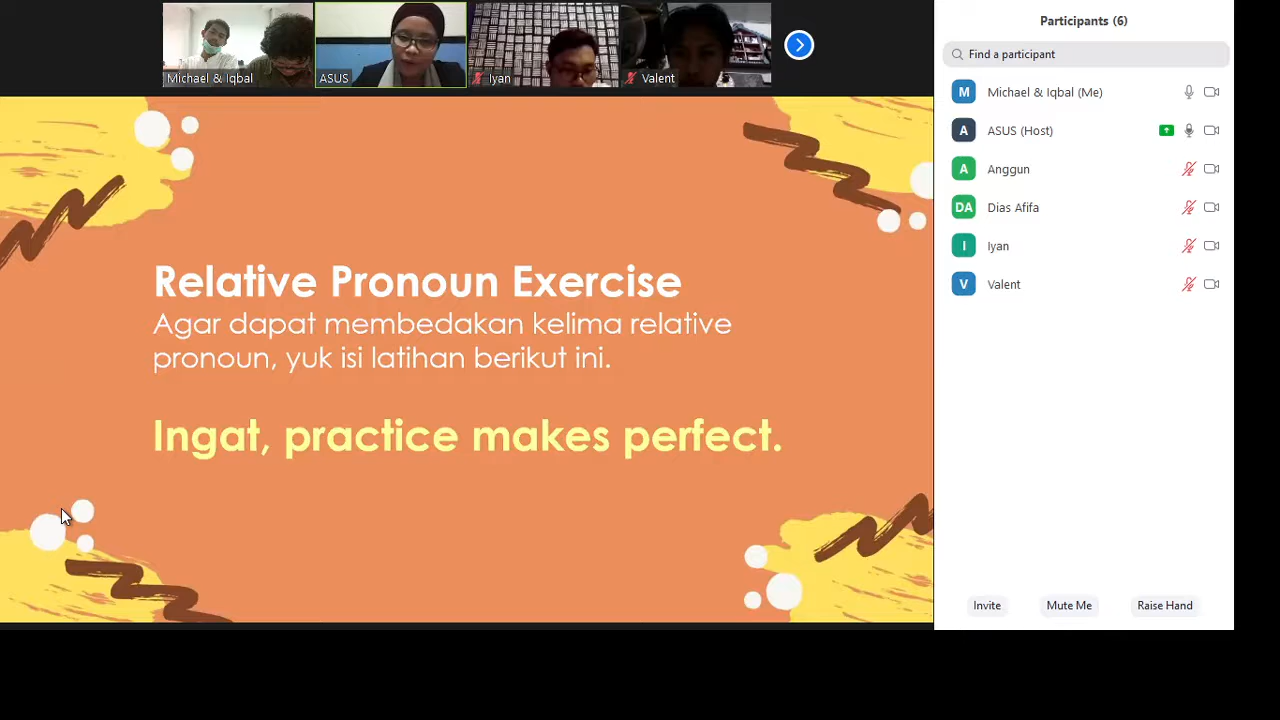 Michael & Iqbal
ASUS
Iyan
Valent
Relative Pronoun Exercise
Agar dapat membedakan kelima relative
pronoun, yuk isi latihan berikut ini.
Ingat, practice makes perfect.
Participants (6)
Find a participant
M Michael & Iqbal (Me)
A ASUS (Host)
A Anggun
DA Dias Afifa
I Iyan
V Valent
Invite Mute Me Raise Hand